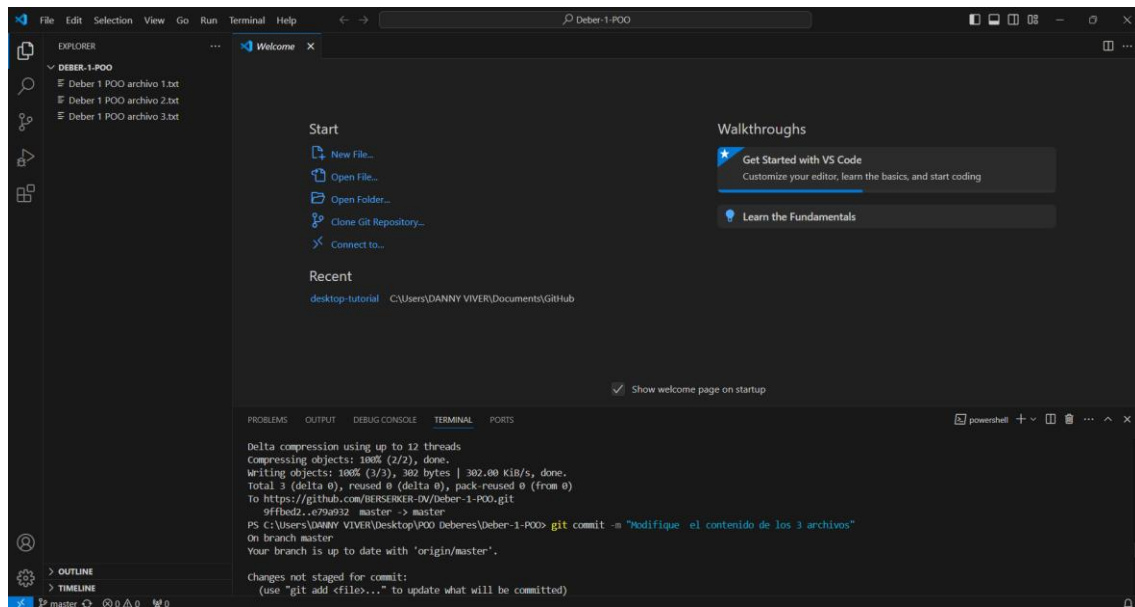 File Edit Selection View Go Run Terminal Help
Deber-1-POO
EXPLORER
DEBER-1-POO
Deber 1 POO archivo 1.txt
Deber 1 POO archivo 2.txt
Deber 1 POO archivo 3.txt
OUTLINE
TIMELINE
Welcome
Start
New File...
Open File...
Open Folder...
Clone Git Repository...
Connect to...
Recent
desktop-tutorial C:\Users\DANNY VIVER\Documents\GitHub
Walkthroughs
Get Started with VS Code
Customize your editor, learn the basics, and start coding
Learn the Fundamentals
Show welcome page on startup
PROBLEMS OUTPUT DEBUG CONSOLE TERMINAL PORTS
powershell
Delta compression using up to 12 threads
Compressing objects: 100% (2/2), done.
Writing objects: 100% (3/3), 302 bytes | 302.00 KiB/s, done.
Total 3 (delta 0), reused 0 (delta 0), pack-reused 0 (from 0)
To https://github.com/BERSERKER-DV/Deber-1-POO.git
9ffbed2..e79a932 master -> master
PS C:\Users\DANNY VIVER\Desktop\POO Deberes\Deber-1-POO> git commit -m "Modifique  el contenido de los 3 archivos"
On branch master
Your branch is up to date with 'origin/master'.
Changes not staged for commit:
(use "git add <file>..." to update what will be committed)
master 0 0 0